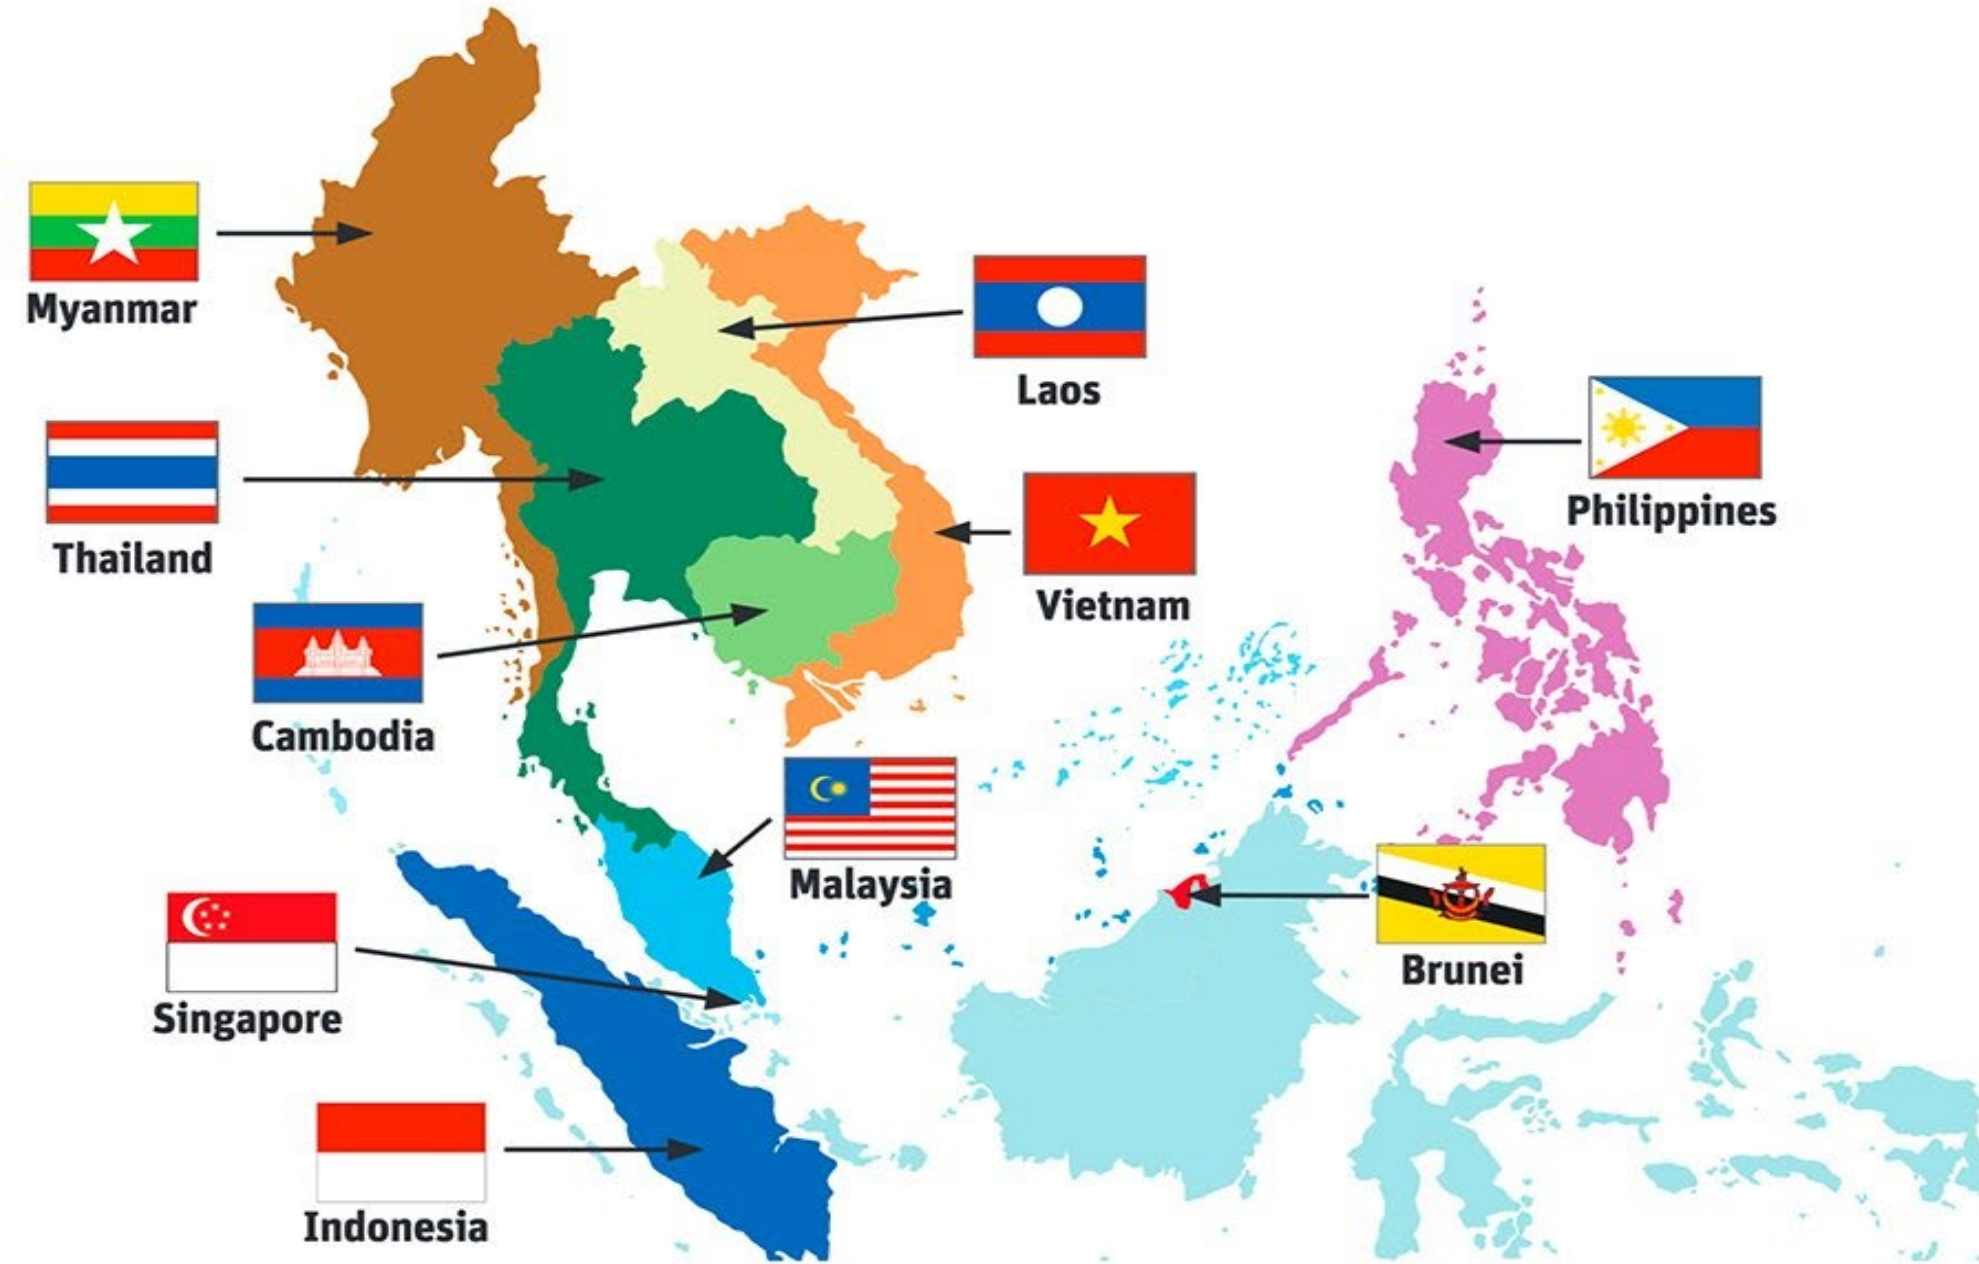 Myanmar
Laos
Thailand
Philippines
Vietnam
Cambodia
Malaysia
Singapore
Brunei
Indonesia